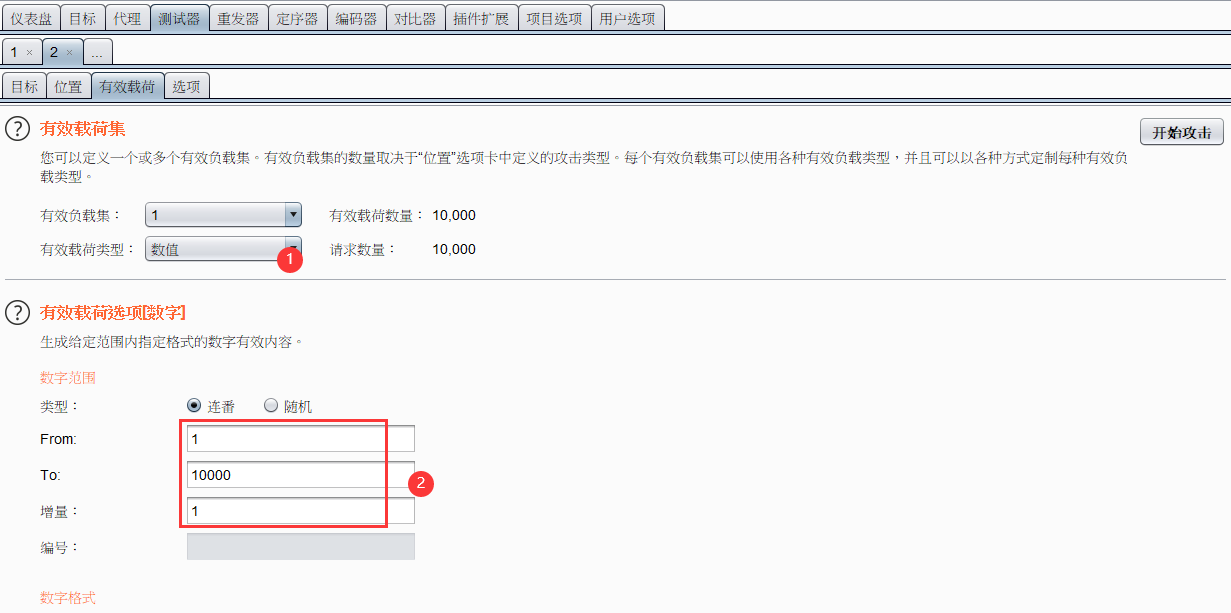 仪表盘 目标 代理 测试器 重发器 定序器 编码器 对比器 插件扩展 项目选项 用户选项
1 × 2 × ...
目标 位置 有效载荷 选项
? 有效载荷集
开始攻击
您可以定义一个或多个有效负载集。有效负载集的数量取决于“位置”选项卡中定义的攻击类型。每个有效负载集可以使用各种有效负载类型，并且可以以各种方式定制每种有效负
载类型。
有效负载集： 1 有效载荷数量： 10,000
有效载荷类型： 数值 请求数量： 10,000
1
? 有效载荷选项[数字]
生成给定范围内指定格式的数字有效内容。
数字范围
类型： 连番 随机
From: 1
To: 10000
2
增量： 1
编号：
数字格式